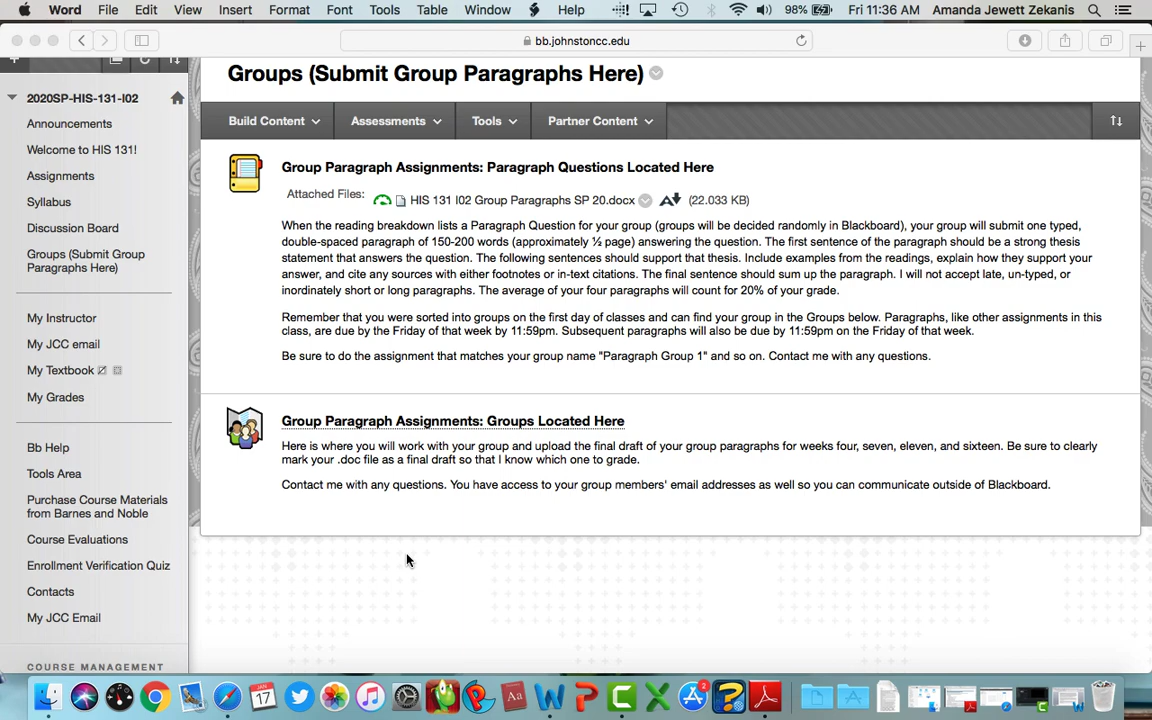 Word File Edit View Insert Format Font Tools Table Window Help 98% Fri 11:36 AM Amanda Jewett Zekanis
bb.johnstoncc.edu
Groups (Submit Group Paragraphs Here)
2020SP-HIS-131-I02
Announcements
Welcome to HIS 131!
Assignments
Syllabus
Discussion Board
Groups (Submit Group
Paragraphs Here)
My Instructor
My JCC email
My Textbook
My Grades
Bb Help
Tools Area
Purchase Course Materials
from Barnes and Noble
Course Evaluations
Enrollment Verification Quiz
Contacts
My JCC Email
COURSE MANAGEMENT
Build Content Assessments Tools Partner Content
Group Paragraph Assignments: Paragraph Questions Located Here
Attached Files: HIS 131 I02 Group Paragraphs SP 20.docx (22.033 KB)
When the reading breakdown lists a Paragraph Question for your group (groups will be decided randomly in Blackboard), your group will submit one typed,
double-spaced paragraph of 150-200 words (approximately ½ page) answering the question. The first sentence of the paragraph should be a strong thesis
statement that answers the question. The following sentences should support that thesis. Include examples from the readings, explain how they support your
answer, and cite any sources with either footnotes or in-text citations. The final sentence should sum up the paragraph. I will not accept late, un-typed, or
inordinately short or long paragraphs. The average of your four paragraphs will count for 20% of your grade.
Remember that you were sorted into groups on the first day of classes and can find your group in the Groups below. Paragraphs, like other assignments in this
class, are due by the Friday of that week by 11:59pm. Subsequent paragraphs will also be due by 11:59pm on the Friday of that week.
Be sure to do the assignment that matches your group name "Paragraph Group 1" and so on. Contact me with any questions.
Group Paragraph Assignments: Groups Located Here
Here is where you will work with your group and upload the final draft of your group paragraphs for weeks four, seven, eleven, and sixteen. Be sure to clearly
mark your .doc file as a final draft so that I know which one to grade.
Contact me with any questions. You have access to your group members' email addresses as well so you can communicate outside of Blackboard.
JAN
17
Aa
2